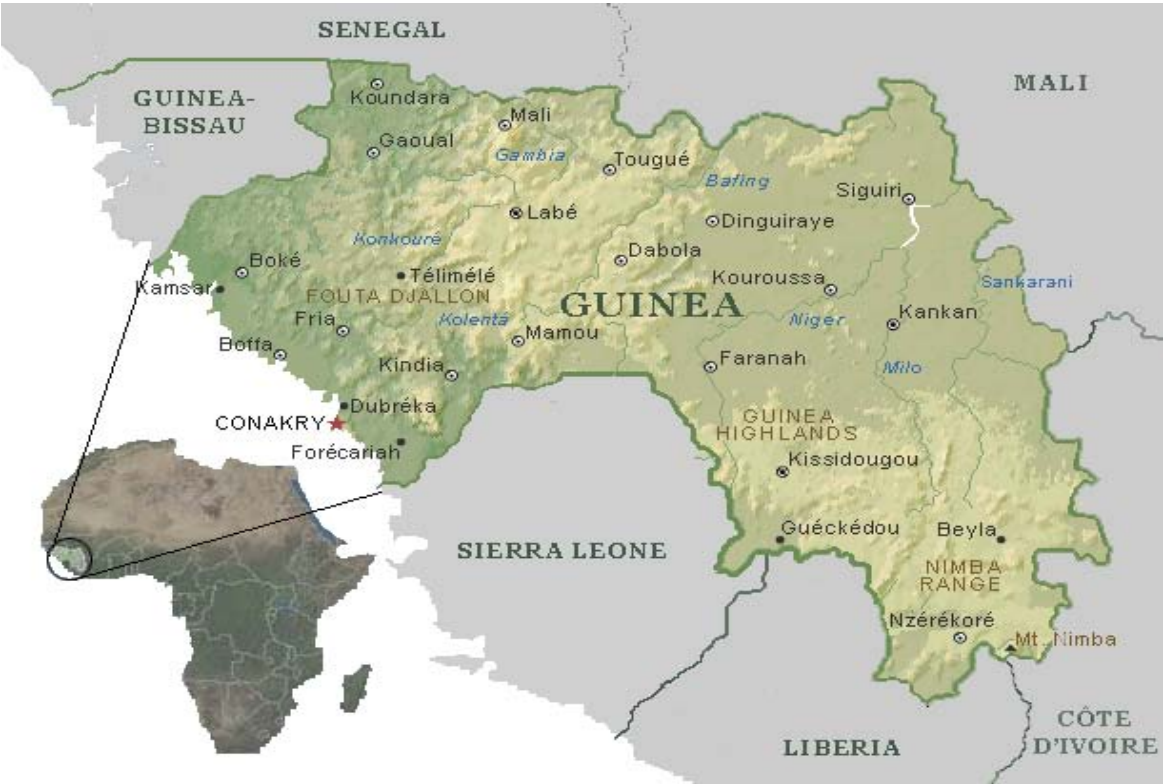 SENEGAL
MALI
GUINEA-
BISSAU
Koundara
Mali
Gaoual
Gambia
Tougué
Bafing
Siguiri
Labé
Dinguiraye
Konkouré
Dabola
Boké
Télimélé
Kouroussa
Sankarani
Kamsar
FOUTA DJALLON
GUINEA
Fria
Kolentá
Mamou
Niger
Kankan
Boffa
Kindia
Faranah
Milo
Dubréka
CONAKRY
GUINEA
HIGHLANDS
Forécariah
Kissidougou
Guéckédou
Beyla
SIERRA LEONE
NIMBA
RANGE
Nzérékoré
Mt. Nimba
LIBERIA
CÔTE
D'IVOIRE